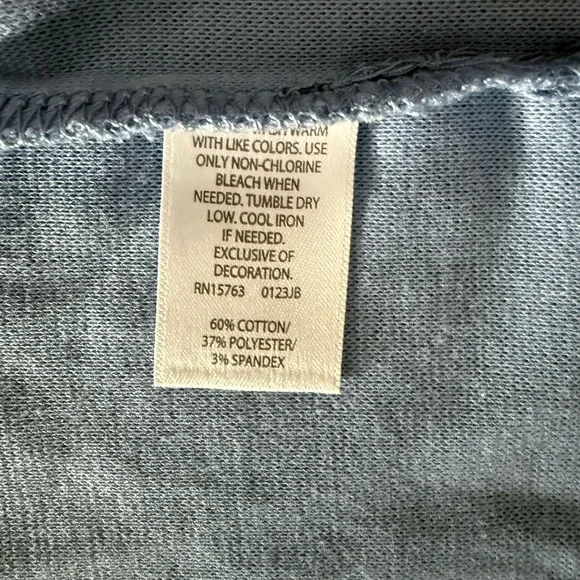 WARM
WITH LIKE COLORS. USE
ONLY NON-CHLORINE
BLEACH WHEN
NEEDED. TUMBLE DRY
LOW. COOL IRON
IF NEEDED.
EXCLUSIVE OF
DECORATION.
RN15763 0123JB
60% COTTON/
37% POLYESTER/
3% SPANDEX